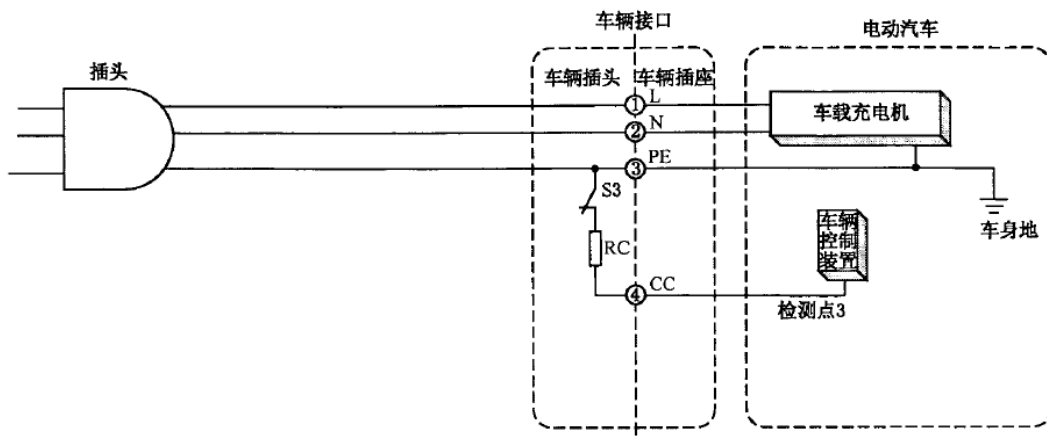 车辆接口
电动汽车
插头
车辆插头
车辆插座
① L
车载充电机
② N
③ PE
S3
车辆
控制
装置
车身地
RC
④ CC
检测点3